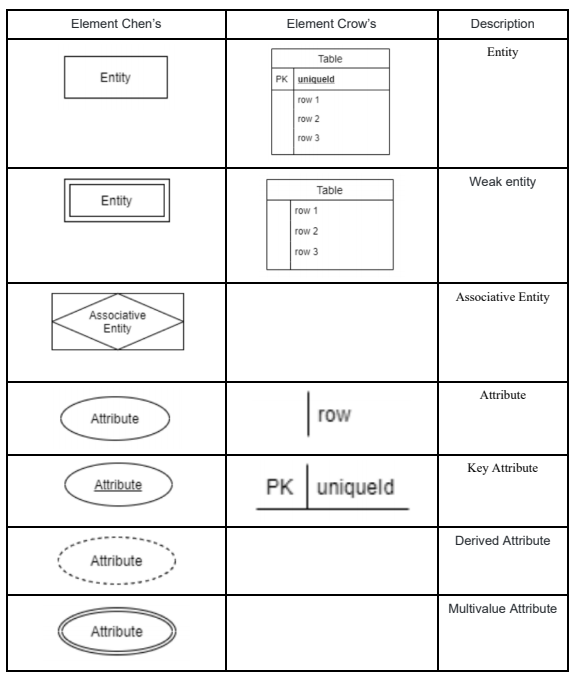 Element Chen's
Element Crow's
Description
Entity
Table
PK uniqueId
row 1
row 2
row 3
Entity
Entity
Table
row 1
row 2
row 3
Weak entity
Associative
Entity
Associative Entity
Attribute
row
Attribute
Attribute
PK uniqueId
Key Attribute
Attribute
Derived Attribute
Attribute
Multivalue Attribute